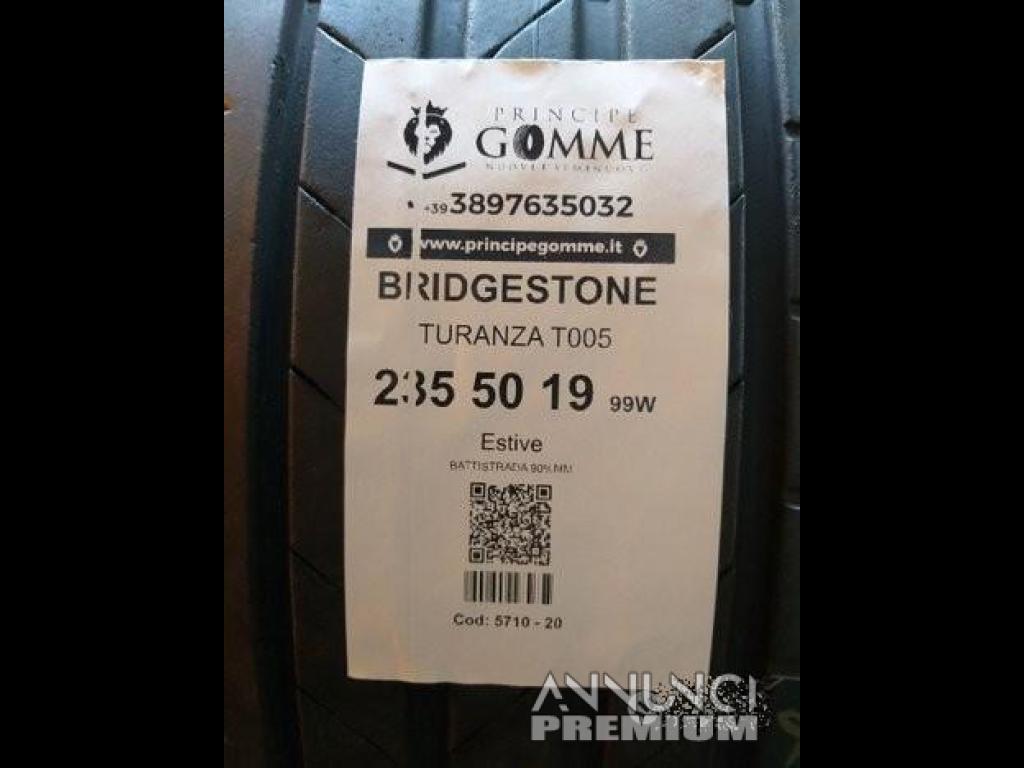 PRINCIPE
GOMME
+39 3897635032
www.principegomme.it
BRIDGESTONE
TURANZA T005
235 50 19 99W
Estive
BATTISTRADA 90% MM
Cod: 5710 - 20
ANNUNCI
PREMIUM